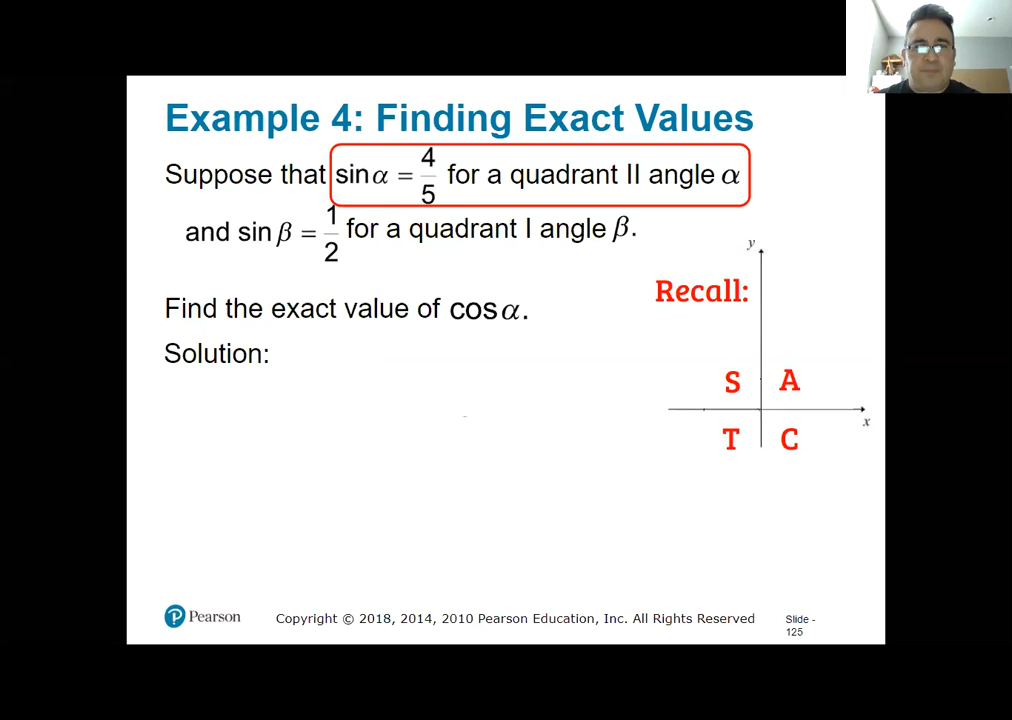 Example 4: Finding Exact Values
Suppose that sin α = 4/5 for a quadrant II angle α
and sin β = 1/2 for a quadrant I angle β.
y
Recall:
Find the exact value of cos α.
Solution:
S A
x
T C
Pearson
Copyright © 2018, 2014, 2010 Pearson Education, Inc. All Rights Reserved
Slide -
125